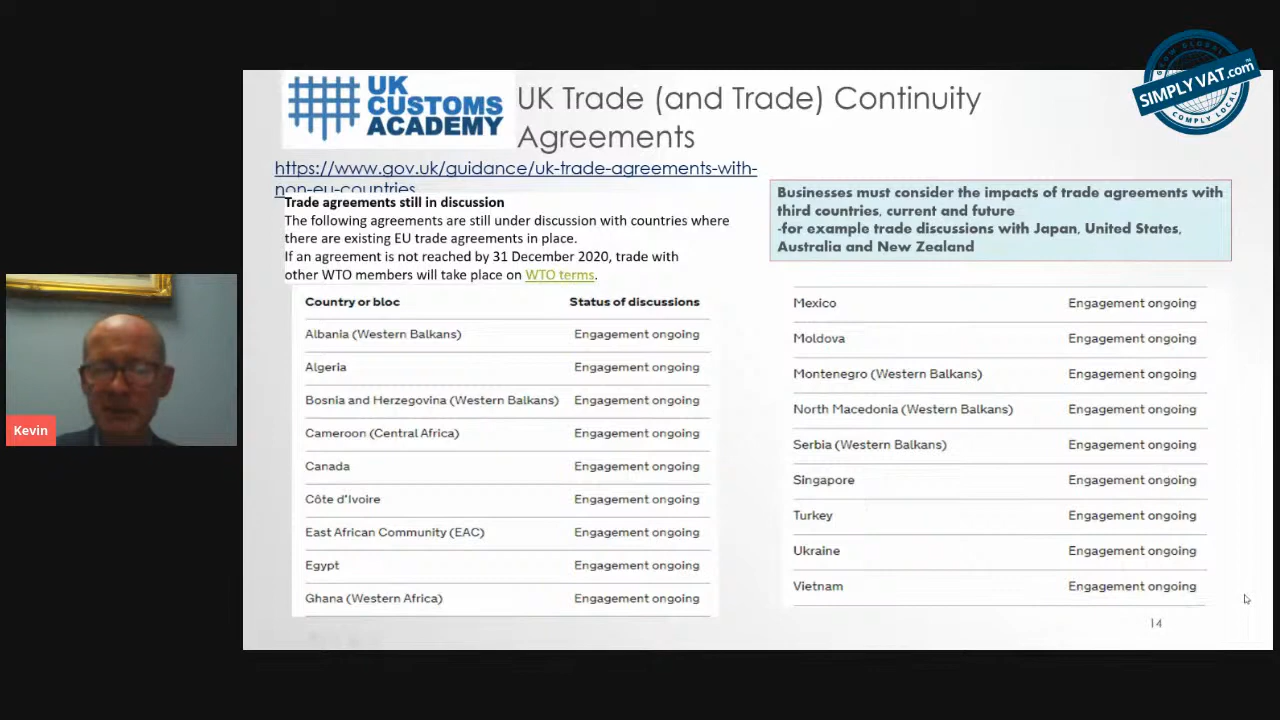 GROW GLOBAL
SIMPLY VAT.com
COMPLY LOCAL
UK
CUSTOMS
ACADEMY
UK Trade (and Trade) Continuity
Agreements
https://www.gov.uk/guidance/uk-trade-agreements-with-
non-eu-countries
Trade agreements still in discussion
The following agreements are still under discussion with countries where
there are existing EU trade agreements in place.
If an agreement is not reached by 31 December 2020, trade with
other WTO members will take place on WTO terms.
Businesses must consider the impacts of trade agreements with
third countries, current and future
-for example trade discussions with Japan, United States,
Australia and New Zealand
Country or bloc Status of discussions
Albania (Western Balkans) Engagement ongoing
Algeria Engagement ongoing
Bosnia and Herzegovina (Western Balkans) Engagement ongoing
Cameroon (Central Africa) Engagement ongoing
Canada Engagement ongoing
Côte d'Ivoire Engagement ongoing
East African Community (EAC) Engagement ongoing
Egypt Engagement ongoing
Ghana (Western Africa) Engagement ongoing
Mexico Engagement ongoing
Moldova Engagement ongoing
Montenegro (Western Balkans) Engagement ongoing
North Macedonia (Western Balkans) Engagement ongoing
Serbia (Western Balkans) Engagement ongoing
Singapore Engagement ongoing
Turkey Engagement ongoing
Ukraine Engagement ongoing
Vietnam Engagement ongoing
14
Kevin